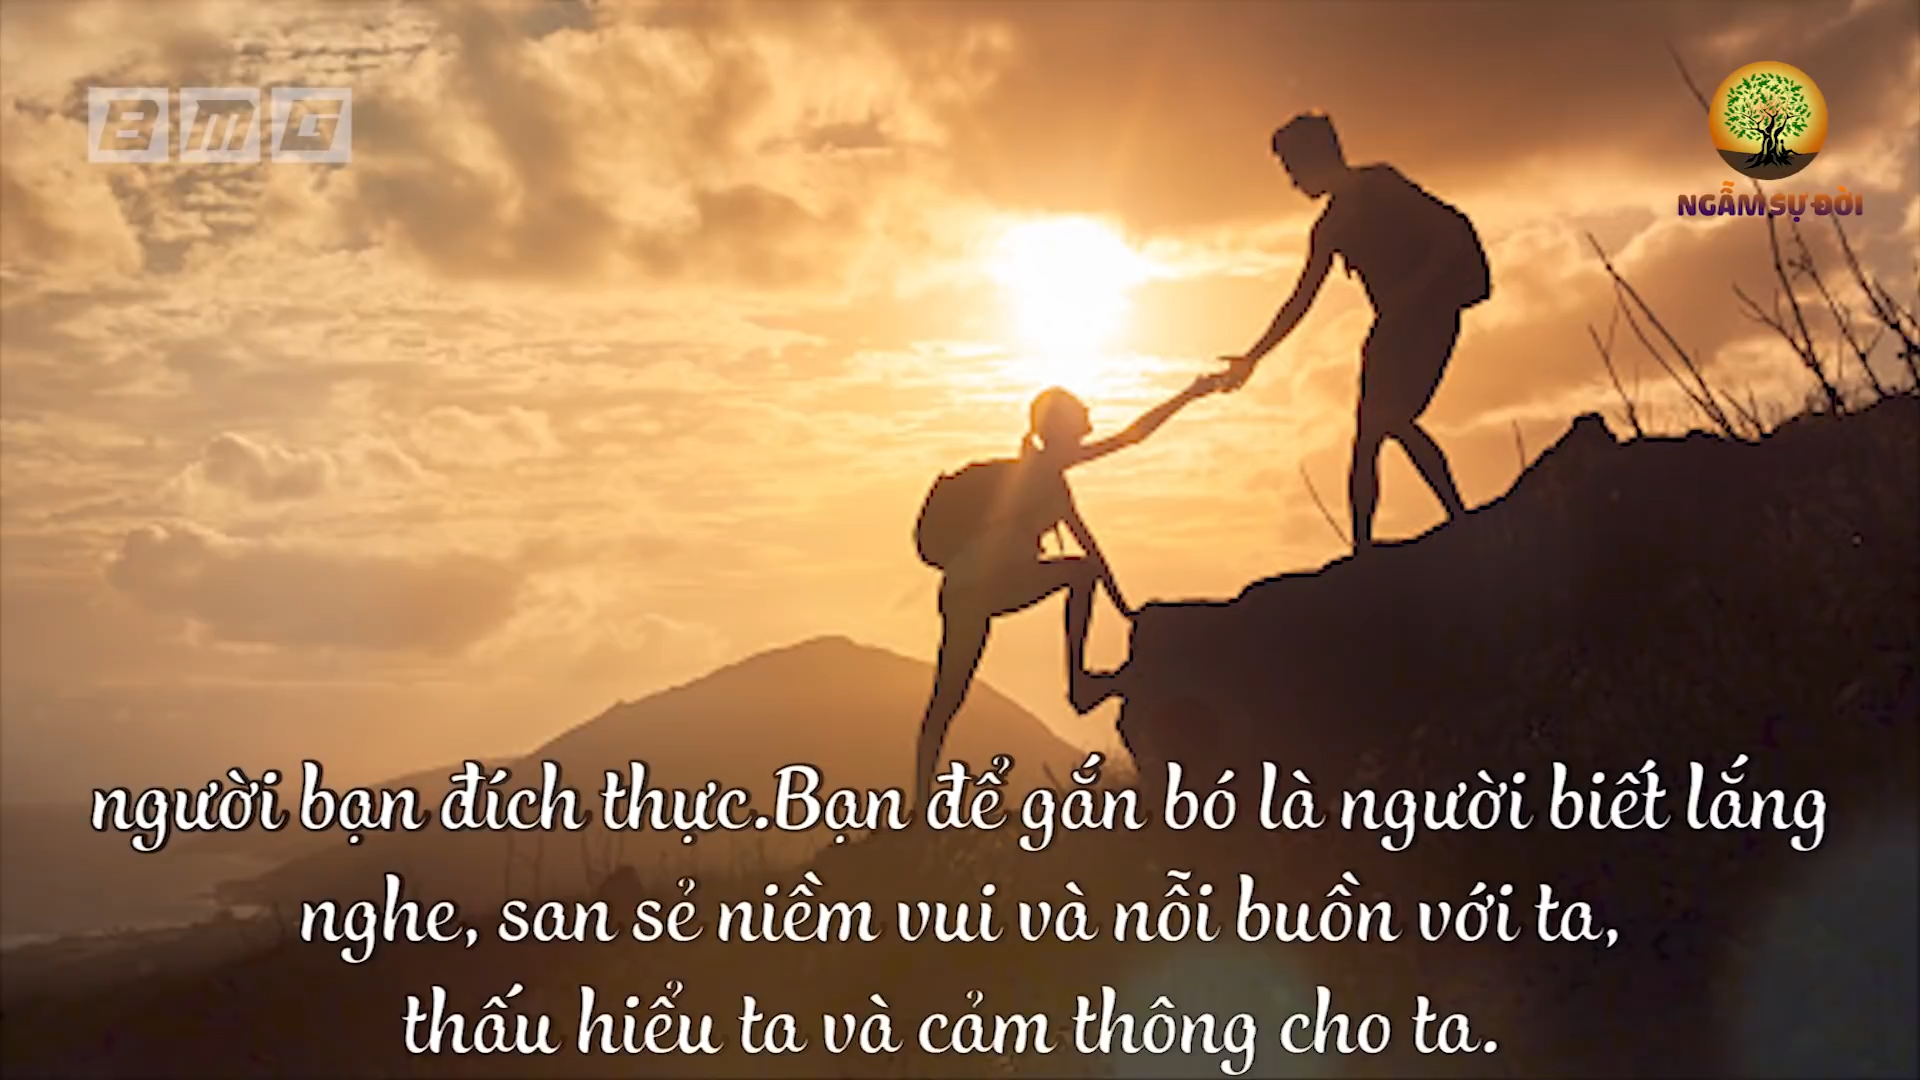 BMG
NGẪM SỰ ĐỜI
người bạn đích thực.Bạn để gắn bó là người biết lắng
nghe, san sẻ niềm vui và nỗi buồn với ta,
thấu hiểu ta và cảm thông cho ta.